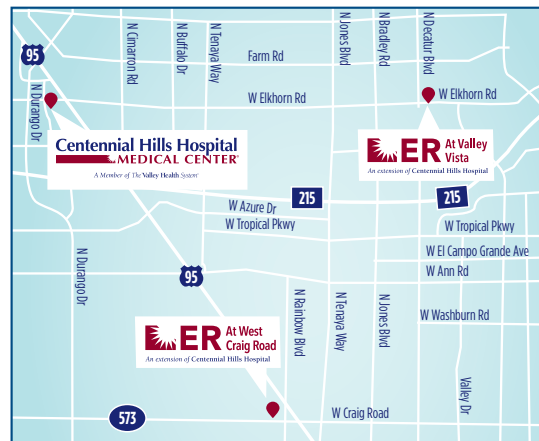 N Cimarron Rd
N Buffalo Dr
N Tenaya Way
N Jones Blvd
N Bradley Rd
N Decatur Blvd
95
Farm Rd
N Durango Dr
W Elkhorn Rd
W Elkhorn Rd
Centennial Hills Hospital
MEDICAL CENTER®
A Member of The Valley Health System®
ER At Valley
Vista
An extension of Centennial Hills Hospital
215
215
W Azure Dr
W Tropical Pkwy
W Tropical Pkwy
W El Campo Grande Ave
W Ann Rd
N Durango Dr
95
N Rainbow Blvd
N Tenaya Way
N Jones Blvd
W Washburn Rd
ER At West
Craig Road
An extension of Centennial Hills Hospital
Valley Dr
573
W Craig Road